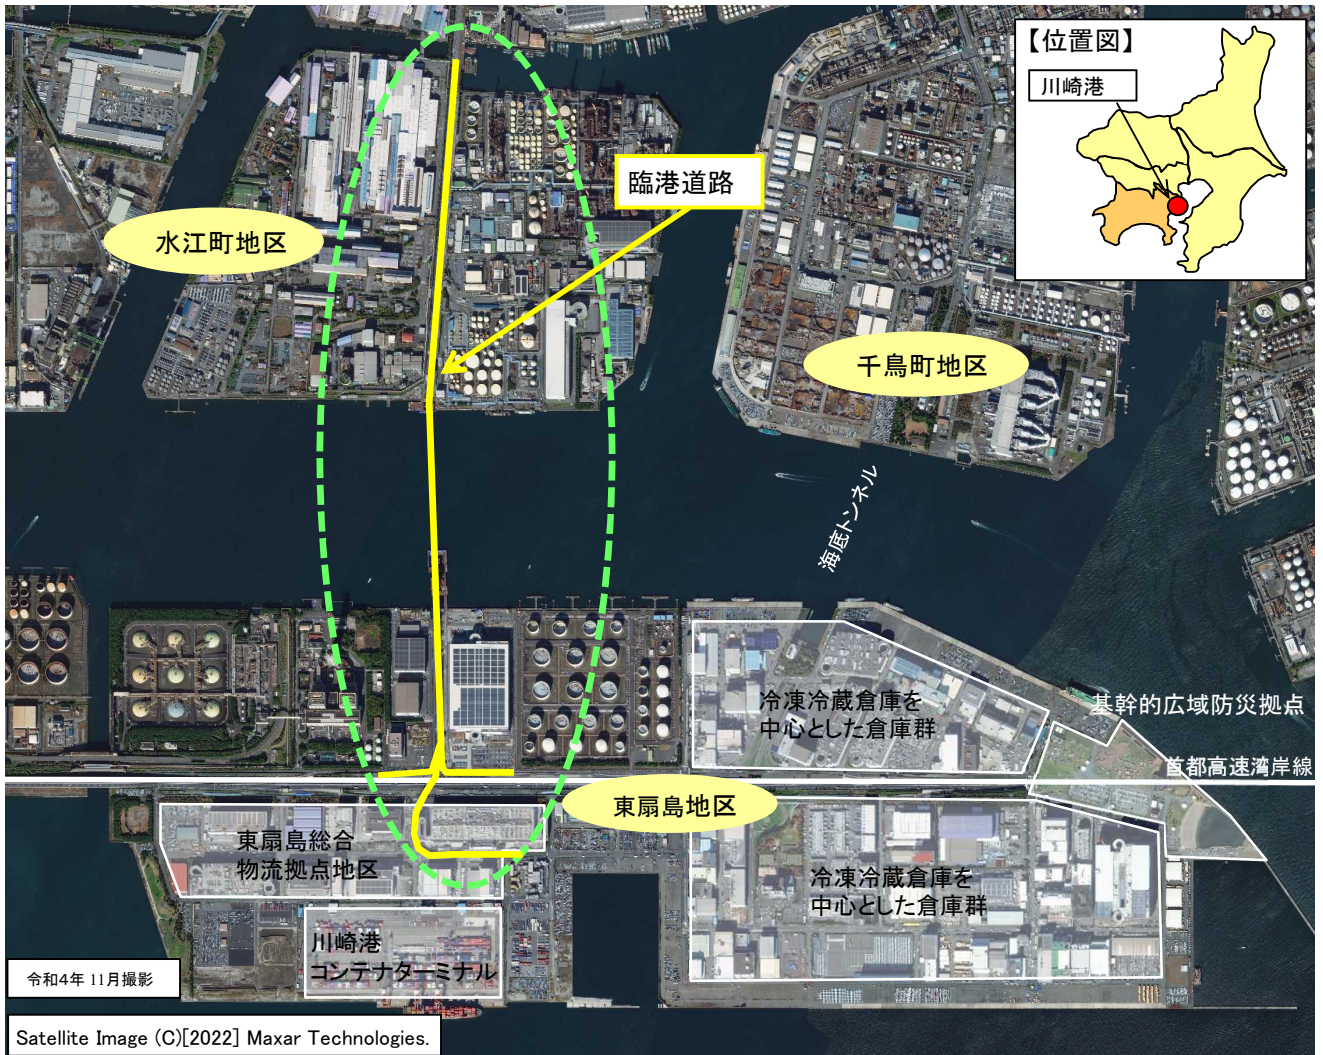 【位置図】
川崎港
臨港道路
水江町地区
千鳥町地区
海底トンネル
冷凍冷蔵倉庫を
中心とした倉庫群
基幹的広域防災拠点
首都高速湾岸線
東扇島地区
東扇島総合
物流拠点地区
冷凍冷蔵倉庫を
中心とした倉庫群
川崎港
コンテナターミナル
令和4年 11月撮影
Satellite Image (C)[2022] Maxar Technologies.